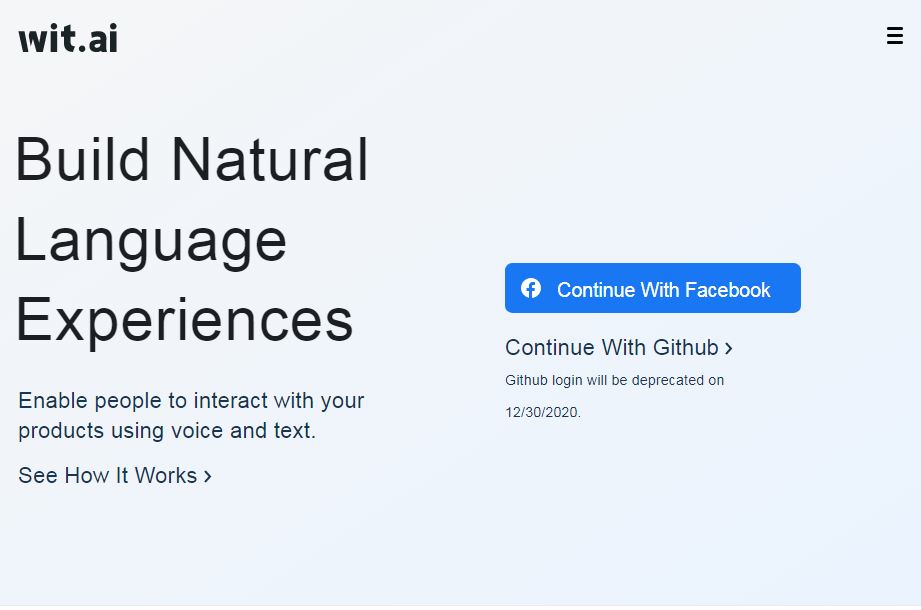 wit.ai
Build Natural
Language
Experiences
Enable people to interact with your
products using voice and text.
See How It Works ›
Continue With Facebook
Continue With Github ›
Github login will be deprecated on
12/30/2020.